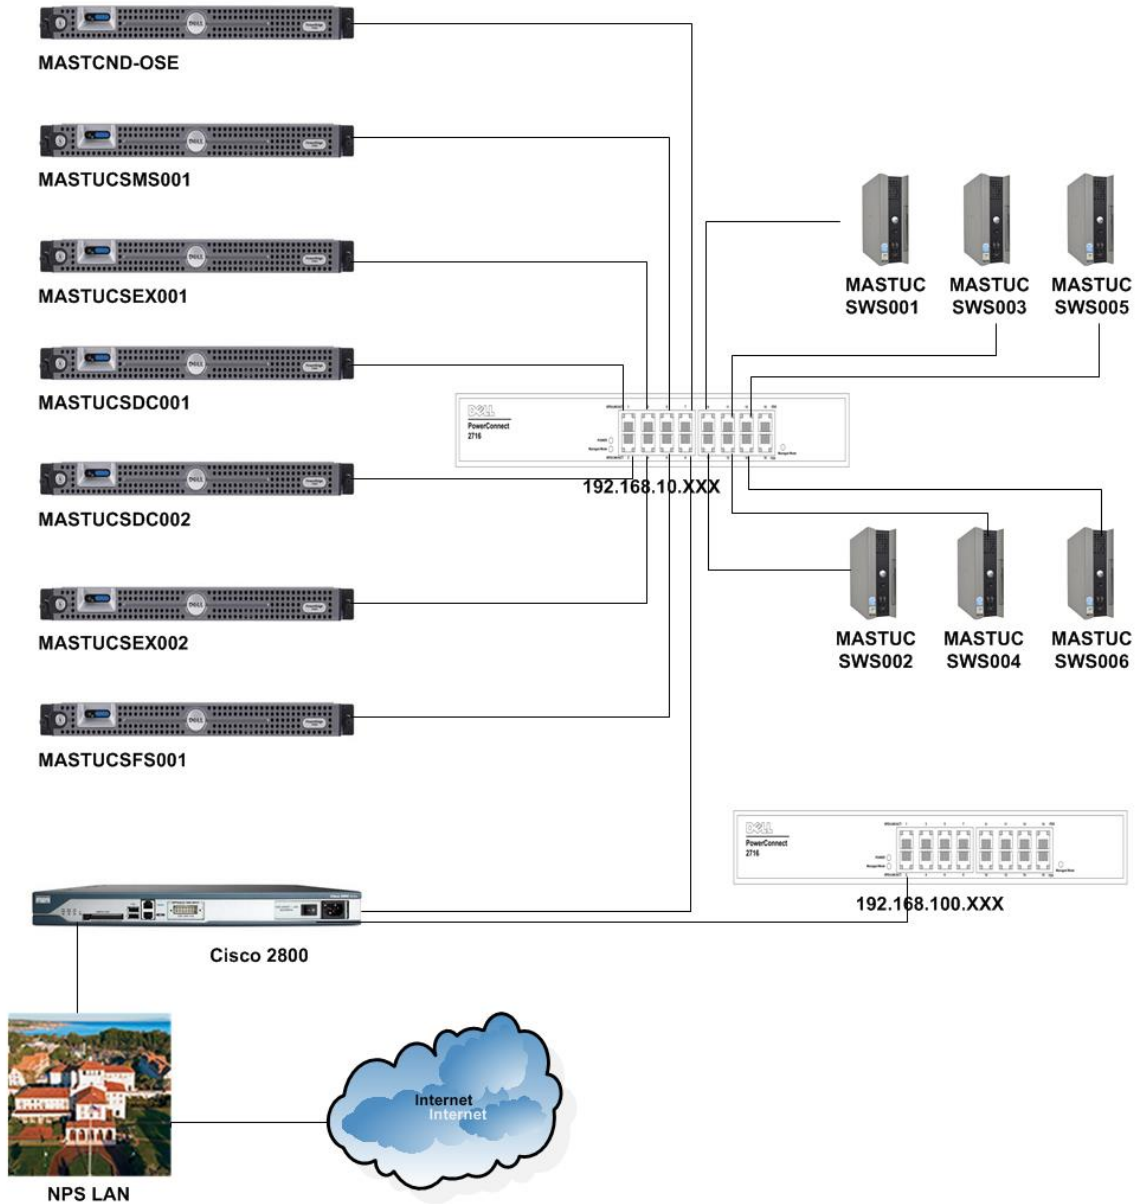 MASTCND-OSE
MASTUCSMS001
MASTUCSEX001
MASTUCSDC001
MASTUCSDC002
MASTUCSEX002
MASTUCSFS001
MASTUC
SWS001
MASTUC
SWS003
MASTUC
SWS005
DELL
PowerConnect
2716
192.168.10.XXX
MASTUC
SWS002
MASTUC
SWS004
MASTUC
SWS006
DELL
PowerConnect
2716
192.168.100.XXX
Cisco 2800
Internet
Internet
NPS LAN